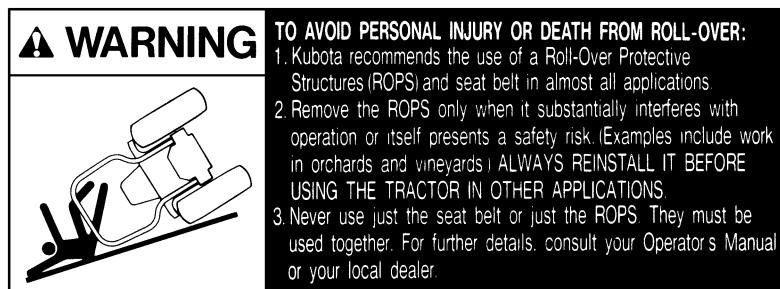 WARNING
TO AVOID PERSONAL INJURY OR DEATH FROM ROLL-OVER:
1. Kubota recommends the use of a Roll-Over Protective
Structures (ROPS) and seat belt in almost all applications.
2. Remove the ROPS only when it substantially interferes with
operation or itself presents a safety risk. (Examples include work
in orchards and vineyards.) ALWAYS REINSTALL IT BEFORE
USING THE TRACTOR IN OTHER APPLICATIONS.
3. Never use just the seat belt or just the ROPS. They must be
used together. For further details, consult your Operator's Manual
or your local dealer.